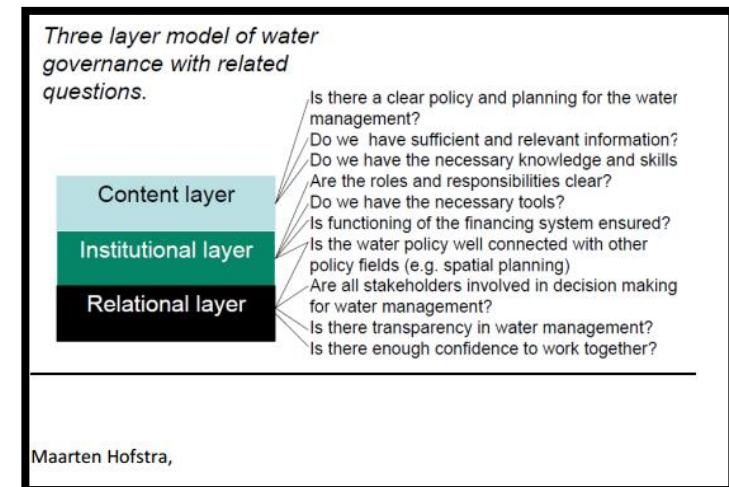 Three layer model of water
governance with related
questions.
Is there a clear policy and planning for the water
management?
Do we have sufficient and relevant information?
Do we have the necessary knowledge and skills
Are the roles and responsibilities clear?
Do we have the necessary tools?
Is functioning of the financing system ensured?
Is the water policy well connected with other
policy fields (e.g. spatial planning)
Are all stakeholders involved in decision making
for water management?
Is there transparency in water management?
Is there enough confidence to work together?
Content layer
Institutional layer
Relational layer
Maarten Hofstra,